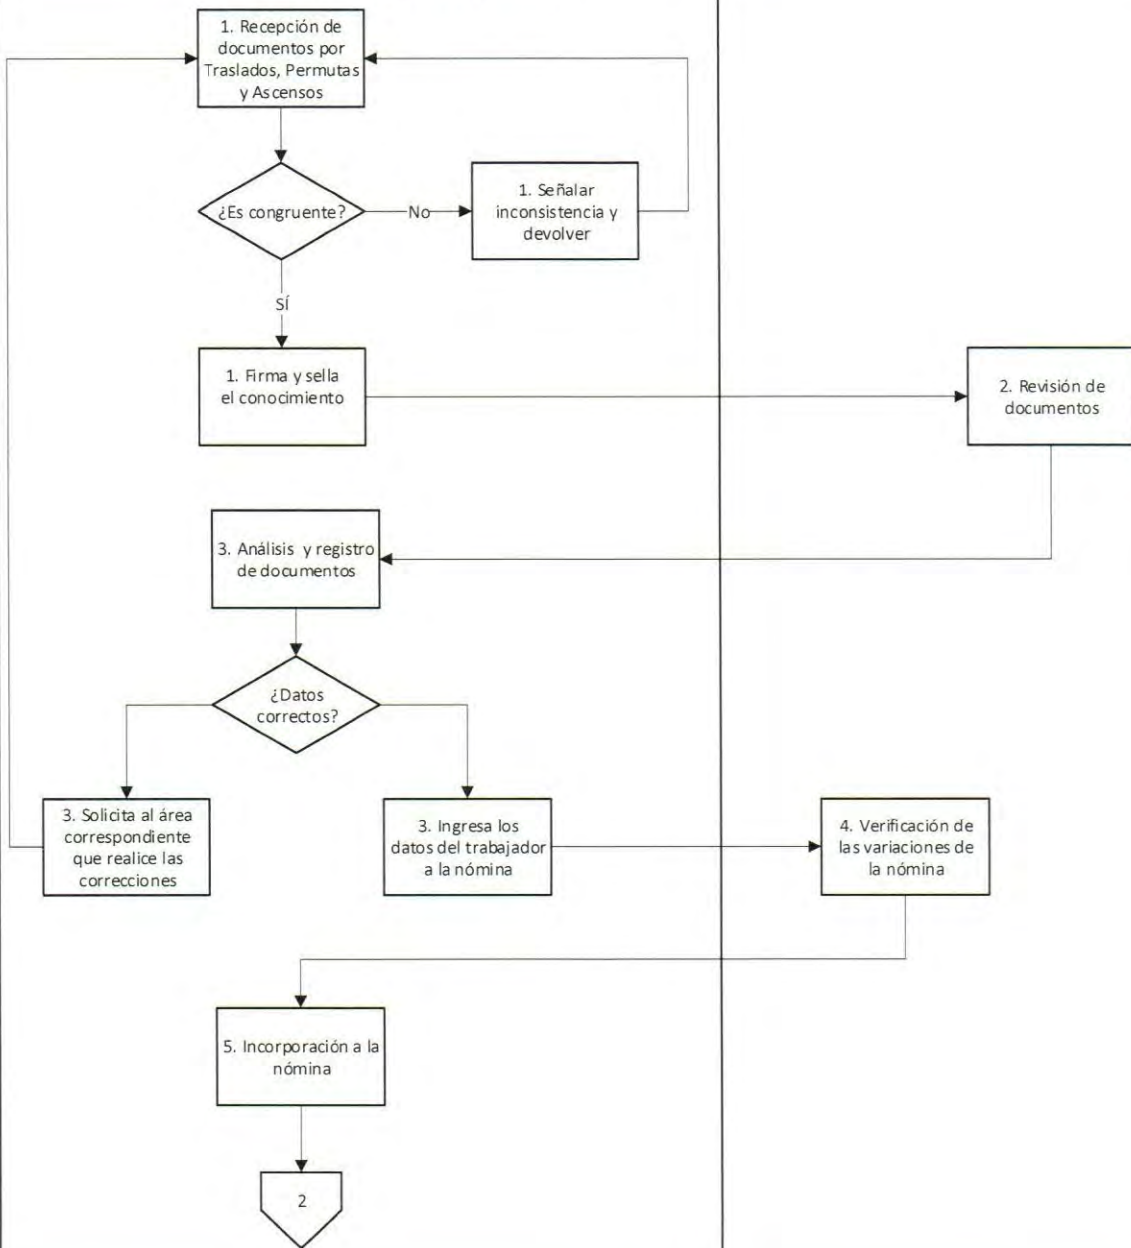 1. Recepción de
documentos por
Traslados, Permutas
y Ascensos
¿Es congruente?
No
1. Señalar
inconsistencia y
devolver
SÍ
1. Firma y sella
el conocimiento
2. Revisión de
documentos
3. Análisis y registro
de documentos
¿Datos
correctos?
3. Solicita al área
correspondiente
que realice las
correcciones
3. Ingresa los
datos del trabajador
a la nómina
4. Verificación de
las variaciones de
la nómina
5. Incorporación a la
nómina
2